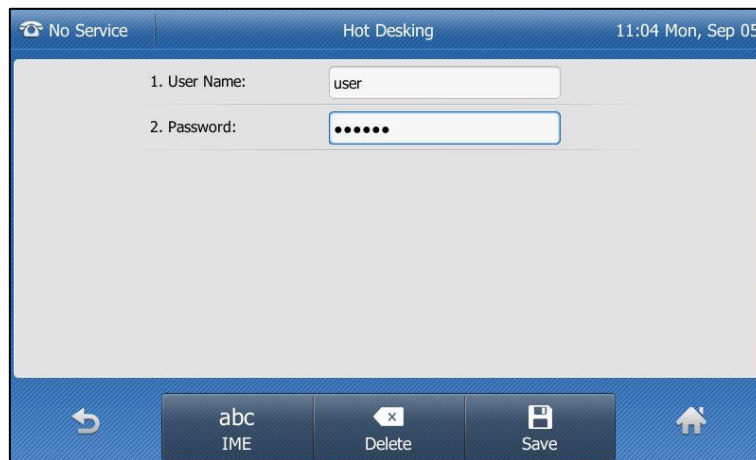 No Service Hot Desking 11:04 Mon, Sep 05
1. User Name: user
2. Password: ••••••
abc
IME Delete Save